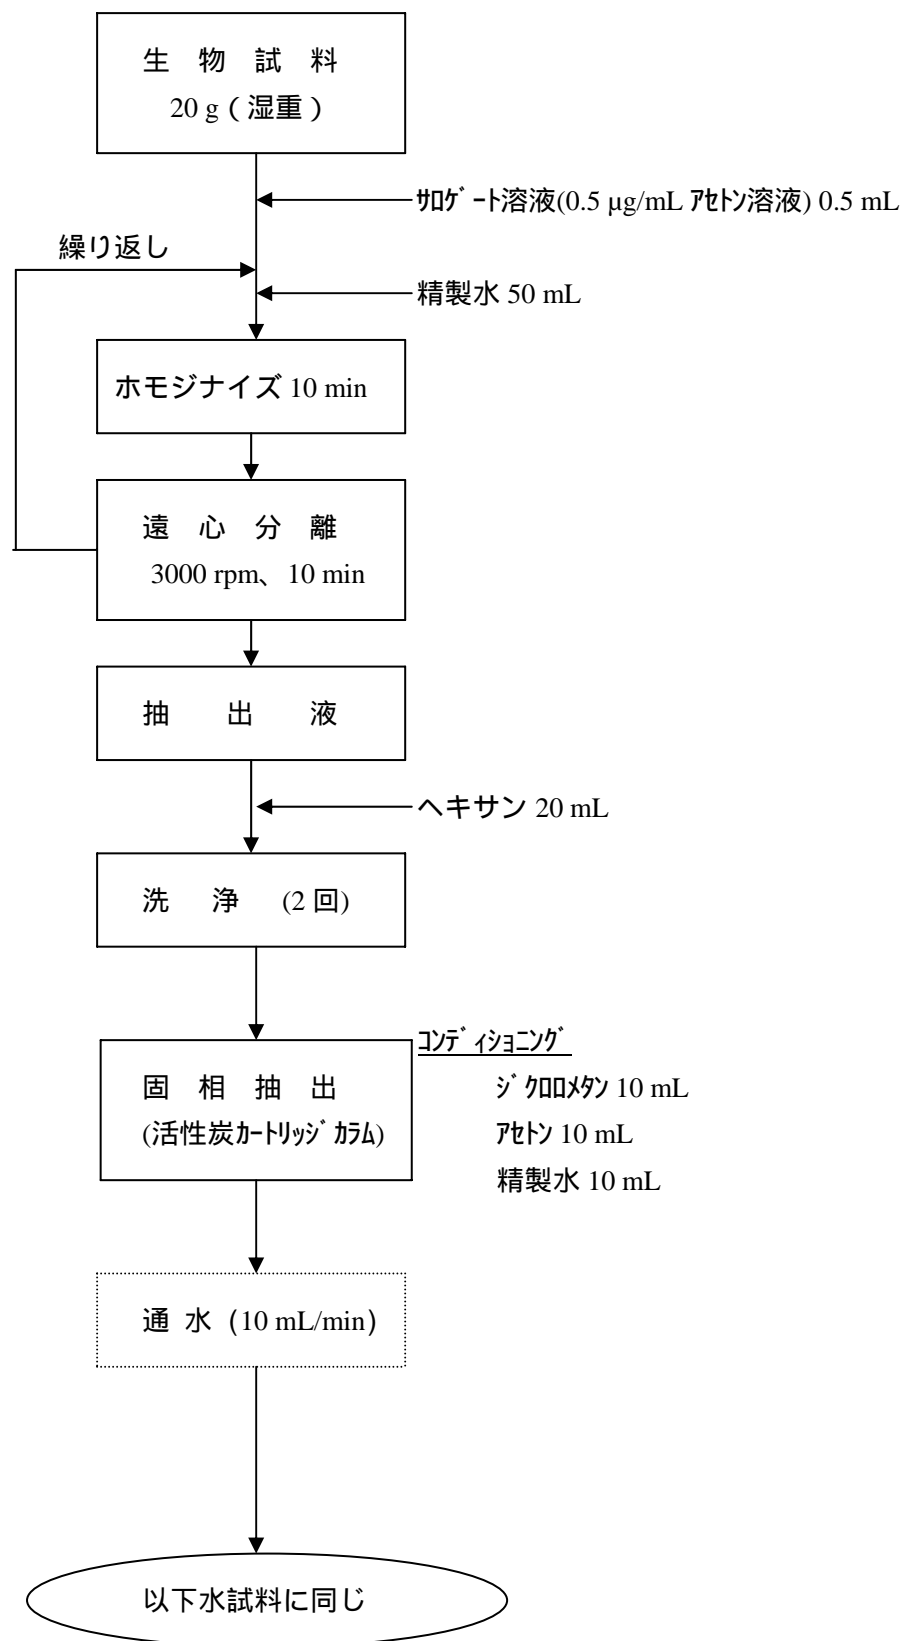 生 物 試 料
20 g ( 湿重 )
ｻﾛｹﾞｰﾄ溶液(0.5 µg/mL ｱｾﾄﾝ溶液) 0.5 mL
繰り返し
精製水 50 mL
ホモジナイズ 10 min
遠 心 分 離
3000 rpm、10 min
抽 出 液
ヘキサン 20 mL
洗 浄 (2 回)
ｺﾝﾃﾞｨｼｮﾆﾝｸﾞ
固 相 抽 出
(活性炭ｶｰﾄﾘｯｼﾞｶﾗﾑ)
ｼﾞｸﾛﾛﾒﾀﾝ 10 mL
ｱｾﾄﾝ 10 mL
精製水 10 mL
通 水 (10 mL/min)
以下水試料に同じ